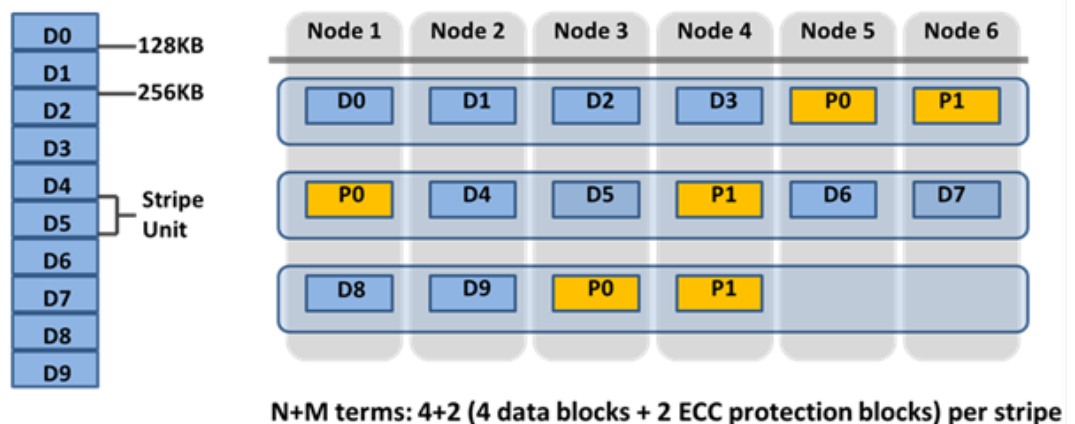 D0
128KB
D1
256KB
D2
D3
D4
Stripe
Unit
D5
D6
D7
D8
D9
Node 1 Node 2 Node 3 Node 4 Node 5 Node 6
D0 D1 D2 D3 P0 P1
P0 D4 D5 P1 D6 D7
D8 D9 P0 P1
N+M terms: 4+2 (4 data blocks + 2 ECC protection blocks) per stripe